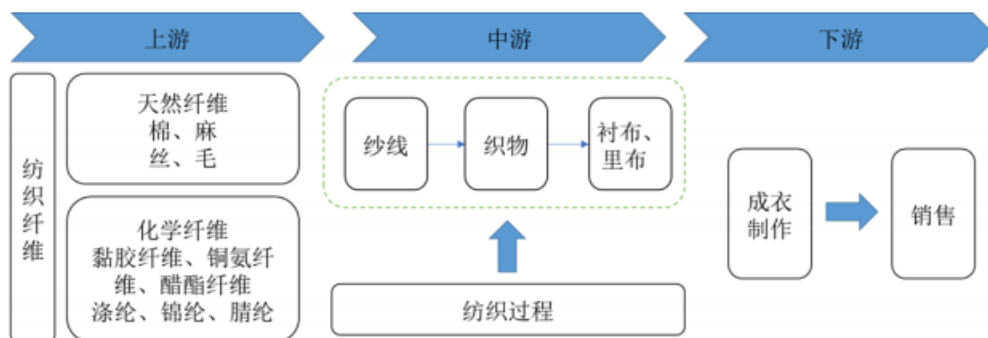 上游
中游
下游
纺织纤维
天然纤维
棉、麻
丝、毛
化学纤维
黏胶纤维、铜氨纤
维、醋酯纤维
涤纶、锦纶、腈纶
纱线
织物
衬布、
里布
纺织过程
成衣
制作
销售